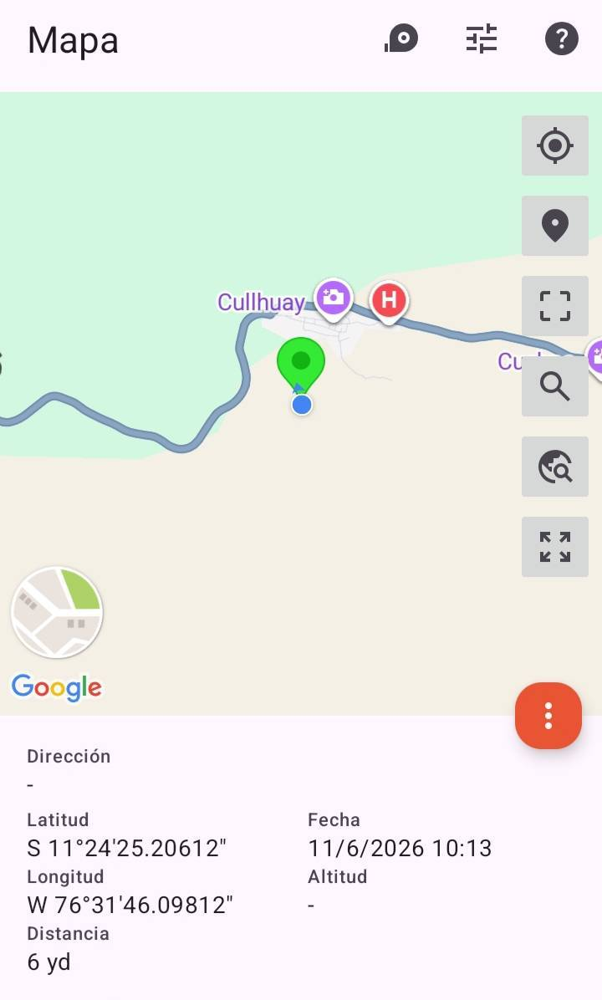 Mapa
Cullhuay
H
Google
Dirección
-
Latitud
S 11°24'25.20612"
Fecha
11/6/2026 10:13
Longitud
W 76°31'46.09812"
Altitud
-
Distancia
6 yd